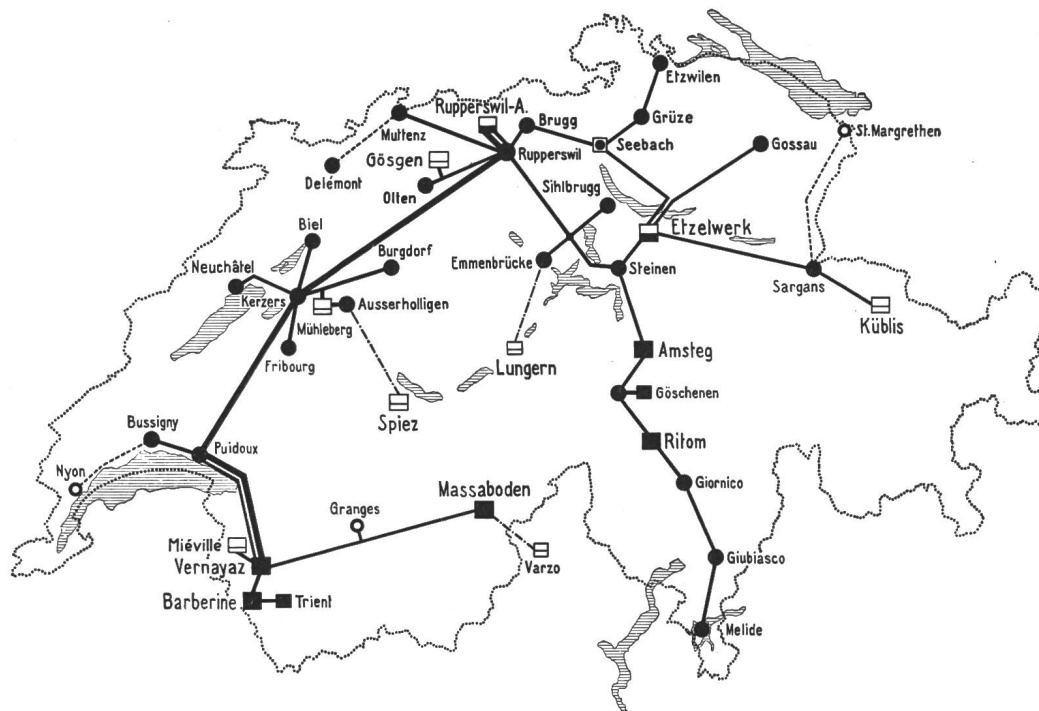 Etzwilen
Rupperswil-A.
Muttenz
Brugg
Grüze
St.Margrethen
Seebach
Gossau
Rupperswil
Gösgen
Delémont
Olten
Sihlbrugg
Etzelwerk
Biel
Burgdorf
Emmenbrücke
Steinen
Neuchâtel
Sargans
Kerzers
Ausserholligen
Mühleberg
Küblis
Amsteg
Fribourg
Lungern
Göschenen
Spiez
Bussigny
Puidoux
Ritom
Nyon
Giornico
Massaboden
Granges
Miéville
Varzo
Vernayaz
Giubiasco
Barberine
Trient
Melide